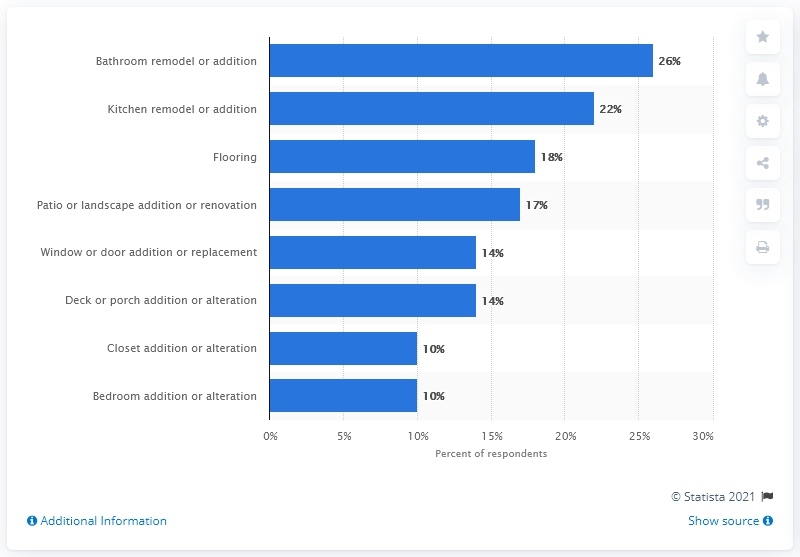 Bathroom remodel or addition 26%
Kitchen remodel or addition 22%
Flooring 18%
Patio or landscape addition or renovation 17%
Window or door addition or replacement 14%
Deck or porch addition or alteration 14%
Closet addition or alteration 10%
Bedroom addition or alteration 10%
0% 5% 10% 15% 20% 25% 30%
Percent of respondents
© Statista 2021
Additional Information Show source